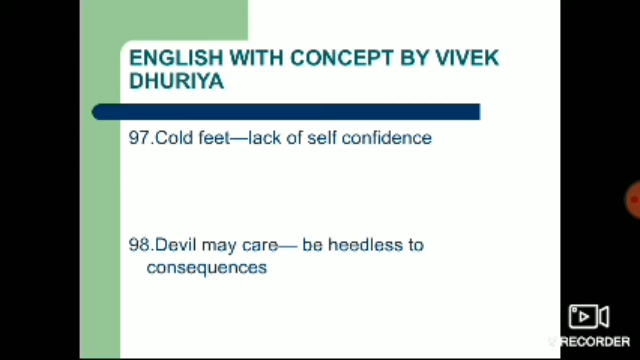 ENGLISH WITH CONCEPT BY VIVEK
DHURIYA
97.Cold feet—lack of self confidence
98.Devil may care— be heedless to
consequences
RECORDER